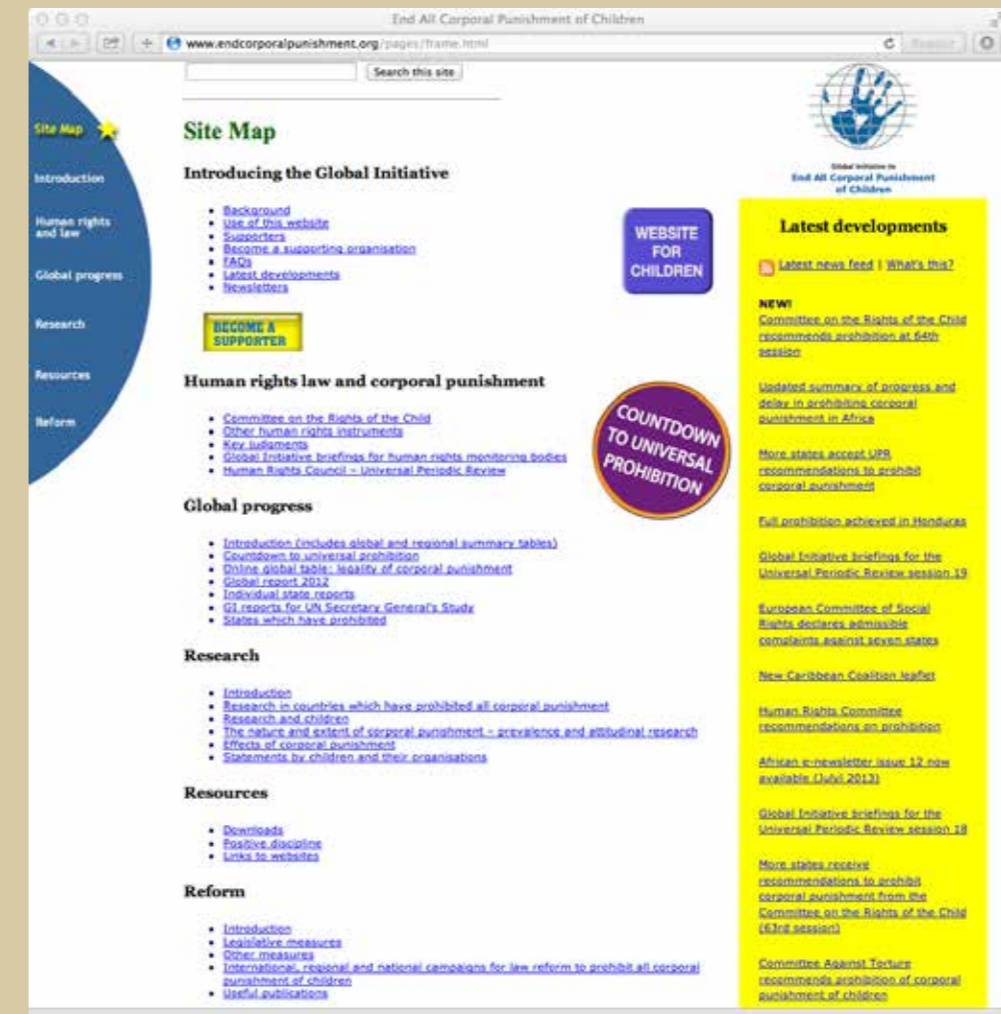 End All Corporal Punishment of Children
www.endcorporalpunishment.org/pages/frame.html
Search this site
Site Map
Introduction
Human rights
and law
Global progress
Research
Resources
Reform
Site Map
Introducing the Global Initiative
Background
Use of this website
Supporters
Become a supporting organisation
FAQs
Latest developments
Newsletters
WEBSITE
FOR
CHILDREN
BECOME A
SUPPORTER
Human rights law and corporal punishment
Committee on the Rights of the Child
Other human rights instruments
Key judgments
Global Initiative briefings for human rights monitoring bodies
Human Rights Council – Universal Periodic Review
COUNTDOWN
TO UNIVERSAL
PROHIBITION
Global progress
Introduction (includes global and regional summary tables)
Countdown to universal prohibition
Online global table: legality of corporal punishment
Global report 2012
Individual state reports
GI reports for UN Secretary General's Study
States which have prohibited
Research
Introduction
Research in countries which have prohibited all corporal punishment
Research and children
The nature and extent of corporal punishment – prevalence and attitudinal research
Effects of corporal punishment
Statements by children and their organisations
Resources
Downloads
Positive discipline
Links to websites
Reform
Introduction
Legislative measures
Other measures
International, regional and national campaigns for law reform to prohibit all corporal
punishment of children
Useful publications
Global Initiative to
End All Corporal Punishment
of Children
Latest developments
Latest news feed | What's this?
NEW!
Committee on the Rights of the Child
recommends prohibition at 64th
session
Updated summary of progress and
delay in prohibiting corporal
punishment in Africa
More states accept UPR
recommendations to prohibit
corporal punishment
Full prohibition achieved in Honduras
Global Initiative briefings for the
Universal Periodic Review session 19
European Committee of Social
Rights declares admissible
complaints against seven states
New Caribbean Coalition leaflet
Human Rights Committee
recommendations on prohibition
African e-newsletter issue 12 now
available (July 2013)
Global Initiative briefings for the
Universal Periodic Review session 18
More states receive
recommendations to prohibit
corporal punishment from the
Committee on the Rights of the Child
(63rd session)
Committee Against Torture
recommends prohibition of corporal
punishment of children